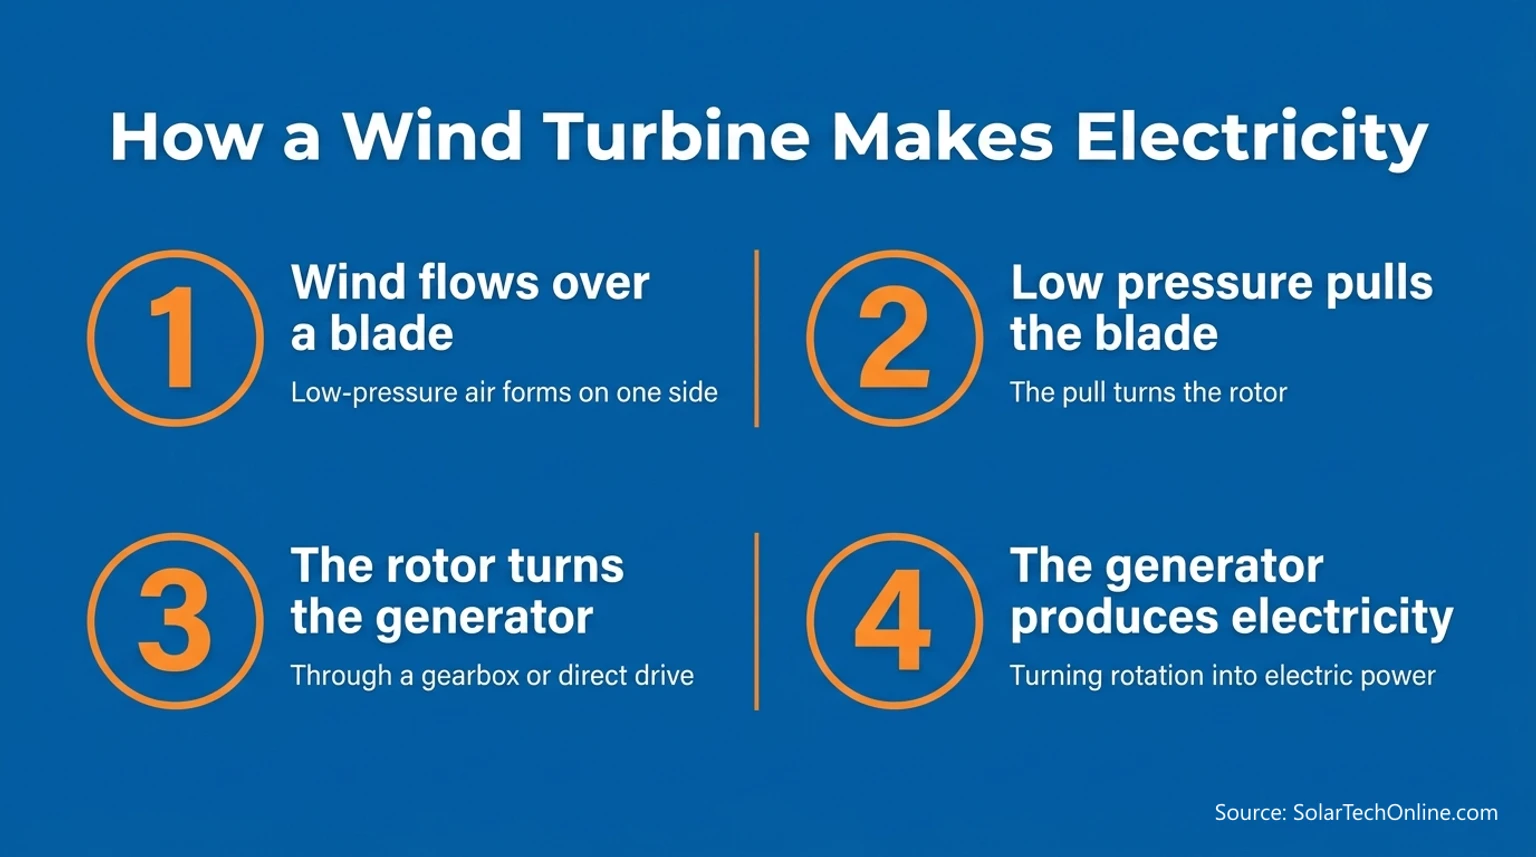 How a Wind Turbine Makes Electricity
1
Wind flows over
a blade
Low-pressure air forms on one side
2
Low pressure pulls
the blade
The pull turns the rotor
3
The rotor turns
the generator
Through a gearbox or direct drive
4
The generator
produces electricity
Turning rotation into electric power
Source: SolarTechOnline.com